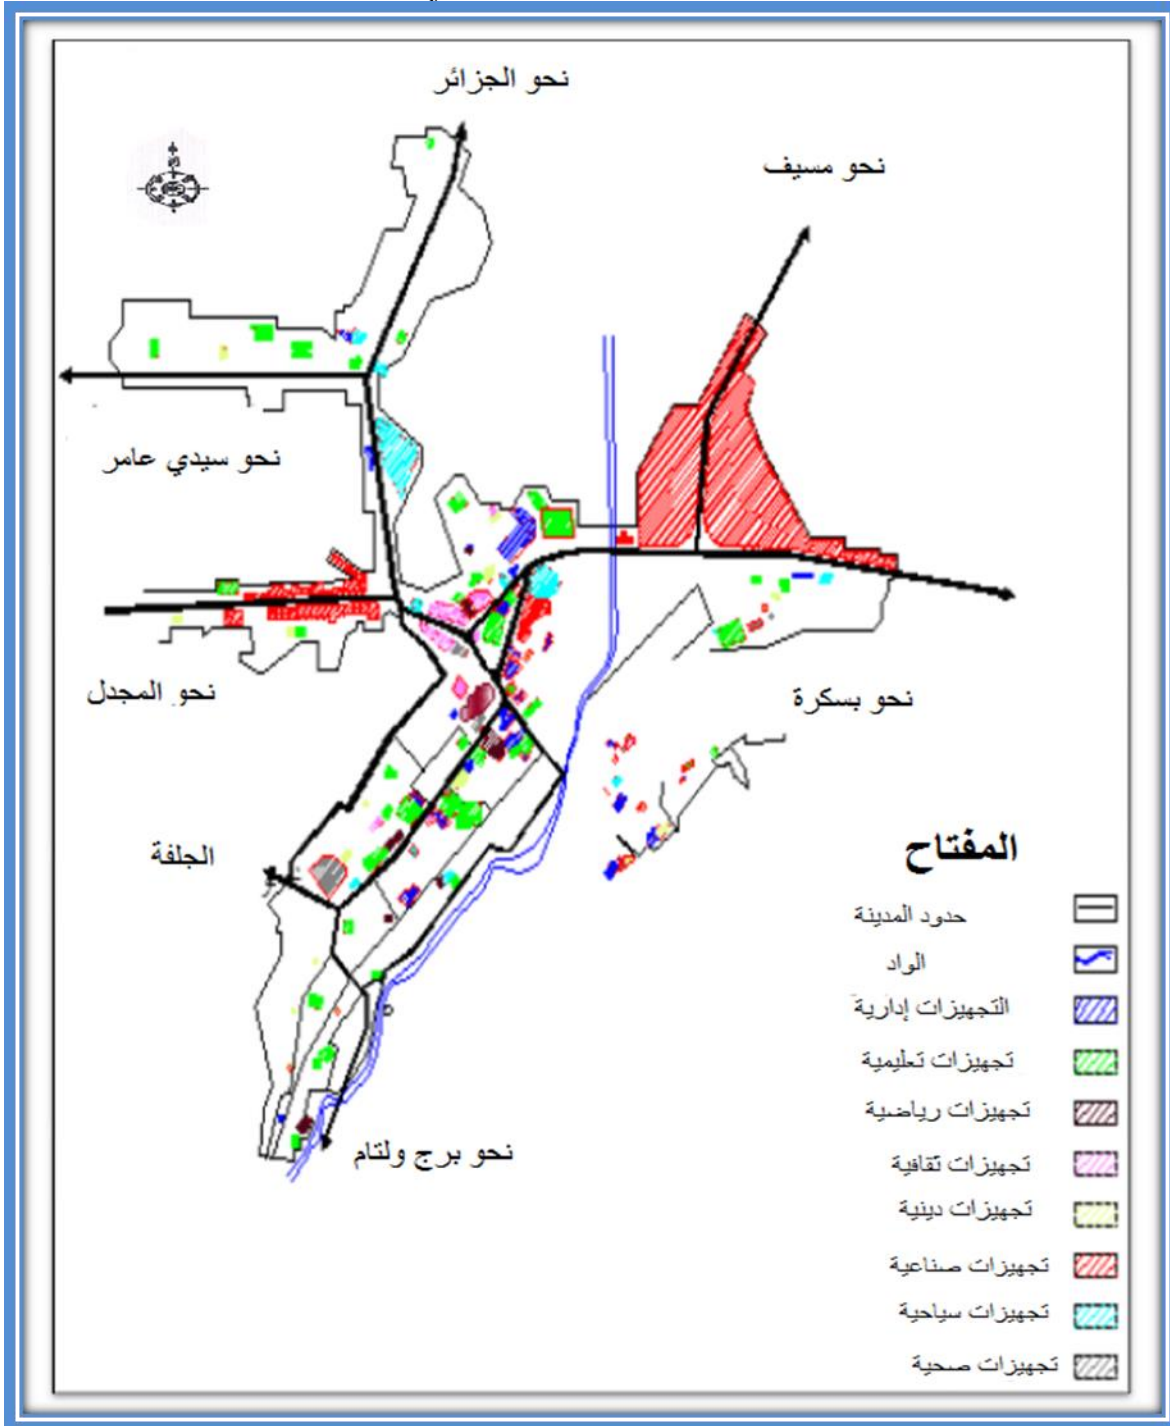 نحو الجزائر
نحو مسيف
نحو سيدي عامر
نحو المجدل
نحو بسكرة
الجلفة
نحو برج ولتام
المفتاح
حدود المدينة
الواد
التجهيزات إدارية
تجهيزات تعليمية
تجهيزات رياضية
تجهيزات ثقافية
تجهيزات دينية
تجهيزات صناعية
تجهيزات سياحية
تجهيزات صحية